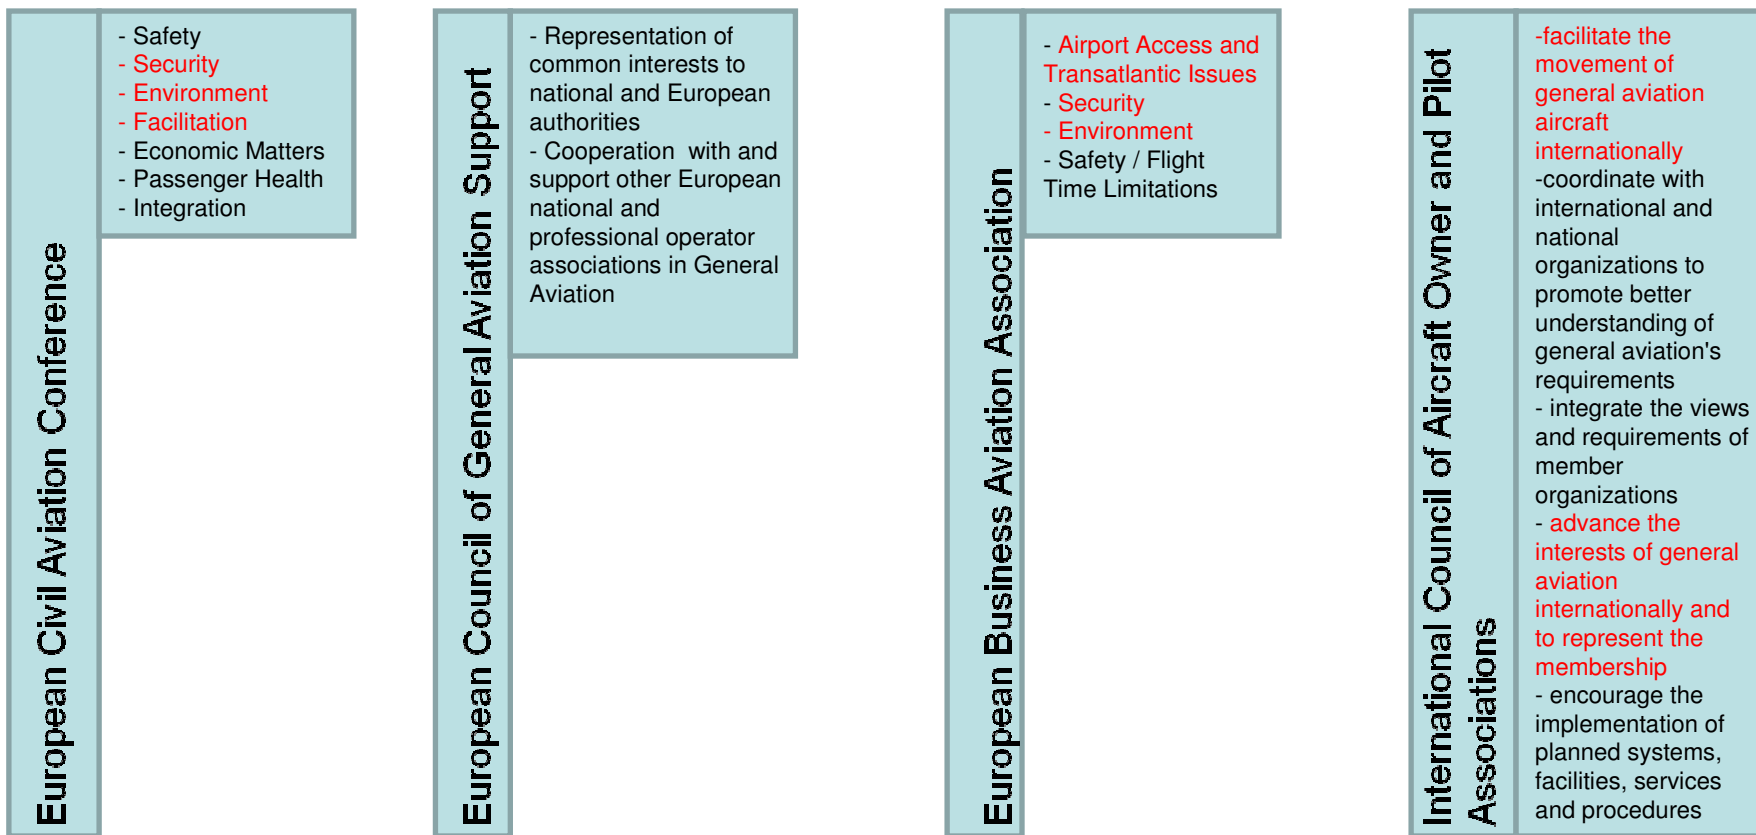 European Civil Aviation Conference
- Safety
- Security
- Environment
- Facilitation
- Economic Matters
- Passenger Health
- Integration
European Council of General Aviation Support
- Representation of
common interests to
national and European
authorities
- Cooperation  with and
support other European
national and
professional operator
associations in General
Aviation
European Business Aviation Association
- Airport Access and
Transatlantic Issues
- Security
- Environment
- Safety / Flight
Time Limitations
International Council of Aircraft Owner and Pilot
Associations
-facilitate the
movement of
general aviation
aircraft
internationally
-coordinate with
international and
national
organizations to
promote better
understanding of
general aviation's
requirements
- integrate the views
and requirements of
member
organizations
- advance the
interests of general
aviation
internationally and
to represent the
membership
- encourage the
implementation of
planned systems,
facilities, services
and procedures